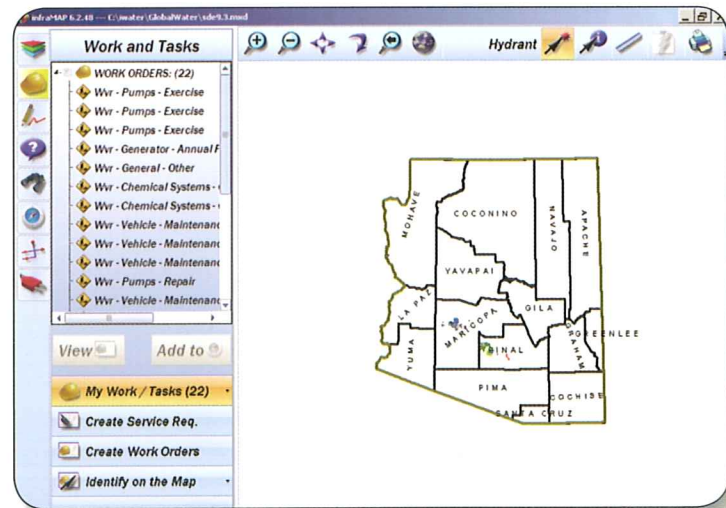 infraMAP 6.2.48 --- C:\water\GlobalWater\sde9.3.mxd
Work and Tasks
Hydrant
WORK ORDERS: (22)
Wvr - Pumps - Exercise
Wvr - Pumps - Exercise
Wvr - Pumps - Exercise
Wvr - Generator - Annual F
Wvr - General - Other
Wvr - Chemical Systems -
Wvr - Chemical Systems -
Wvr - Vehicle - Maintenanc
Wvr - Vehicle - Maintenanc
Wvr - Vehicle - Maintenanc
Wvr - Pumps - Repair
Wvr - Vehicle - Maintenanc
View
Add to
My Work / Tasks (22)
Create Service Req.
Create Work Orders
Identify on the Map
MOHAVE
COCONINO
NAVAJO
APACHE
YAVAPAI
LA PAZ
MARICOPA
GILA
GREENLEE
GRAHAM
YUMA
PINAL
PIMA
COCHISE
SANTA CRUZ